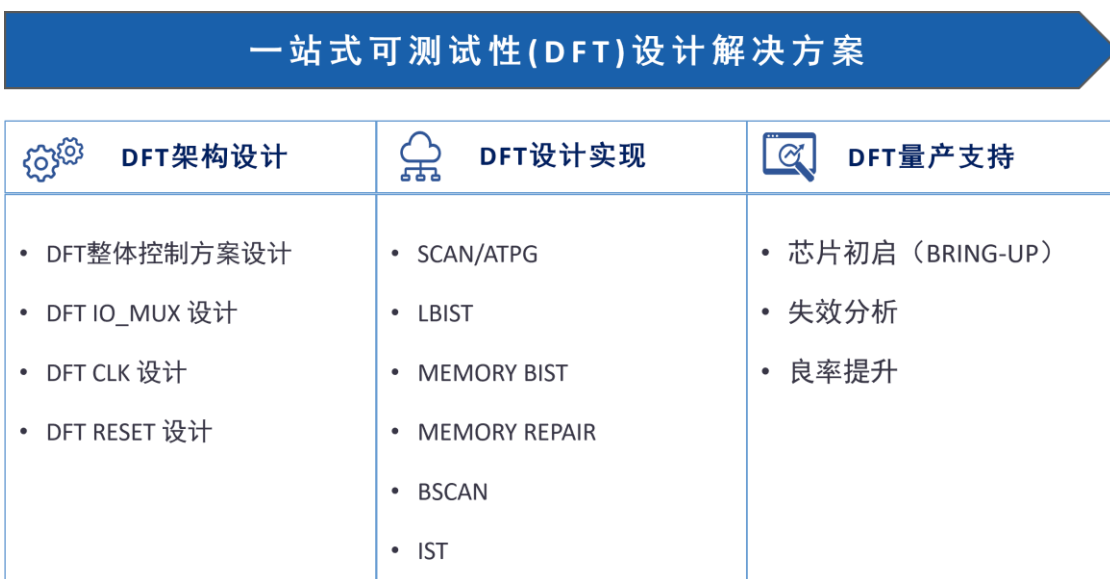 一站式可测试性(DFT)设计解决方案
DFT架构设计
• DFT整体控制方案设计
• DFT IO_MUX 设计
• DFT CLK 设计
• DFT RESET 设计
DFT设计实现
• SCAN/ATPG
• LBIST
• MEMORY BIST
• MEMORY REPAIR
• BSCAN
• IST
DFT量产支持
• 芯片初启（BRING-UP）
• 失效分析
• 良率提升